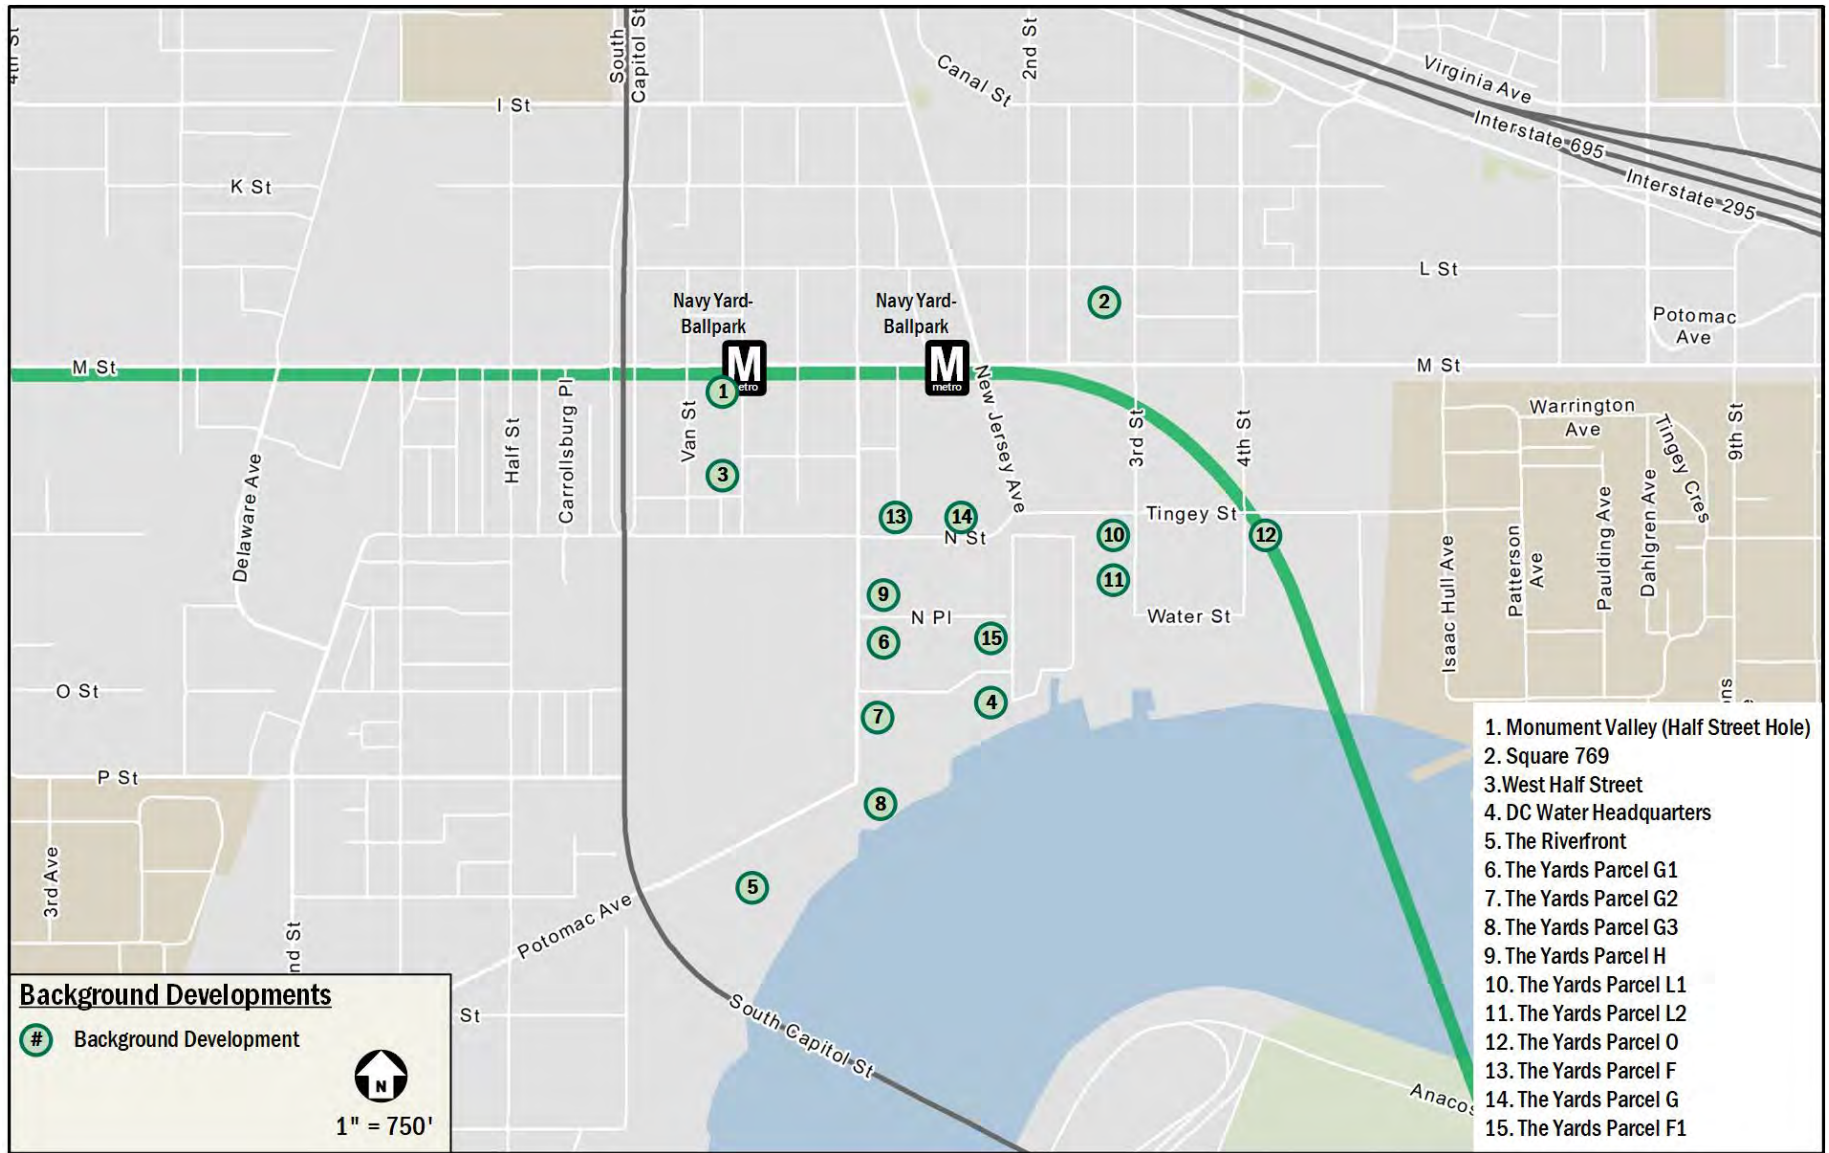 4th St
South
Capitol St
2nd St
Canal St
Virginia Ave
I St
Interstate 695
K St
Interstate 295
L St
Navy Yard-
Ballpark
Navy Yard-
Ballpark
2
Potomac
Ave
M St
M
etro
M
metro
M St
1
New Jersey Ave
Warrington
Ave
Tingey Cres
9th St
Half St
Carrollsburg Pl
Van St
3rd St
4th St
3
Delaware Ave
13
14
N St
Tingey St
10
12
11
Isaac Hull Ave
Patterson
Ave
Paulding Ave
Dahlgren Ave
9
N Pl
Water St
6
15
O St
4
7
ns
P St
8
3rd Ave
5
Potomac Ave
nd St
South Capitol St
St
Anacos
Background Developments
# Background Development
N
1" = 750'
1. Monument Valley (Half Street Hole)
2. Square 769
3.West Half Street
4. DC Water Headquarters
5. The Riverfront
6. The Yards Parcel G1
7. The Yards Parcel G2
8. The Yards Parcel G3
9. The Yards Parcel H
10. The Yards Parcel L1
11. The Yards Parcel L2
12. The Yards Parcel O
13. The Yards Parcel F
14. The Yards Parcel G
15. The Yards Parcel F1